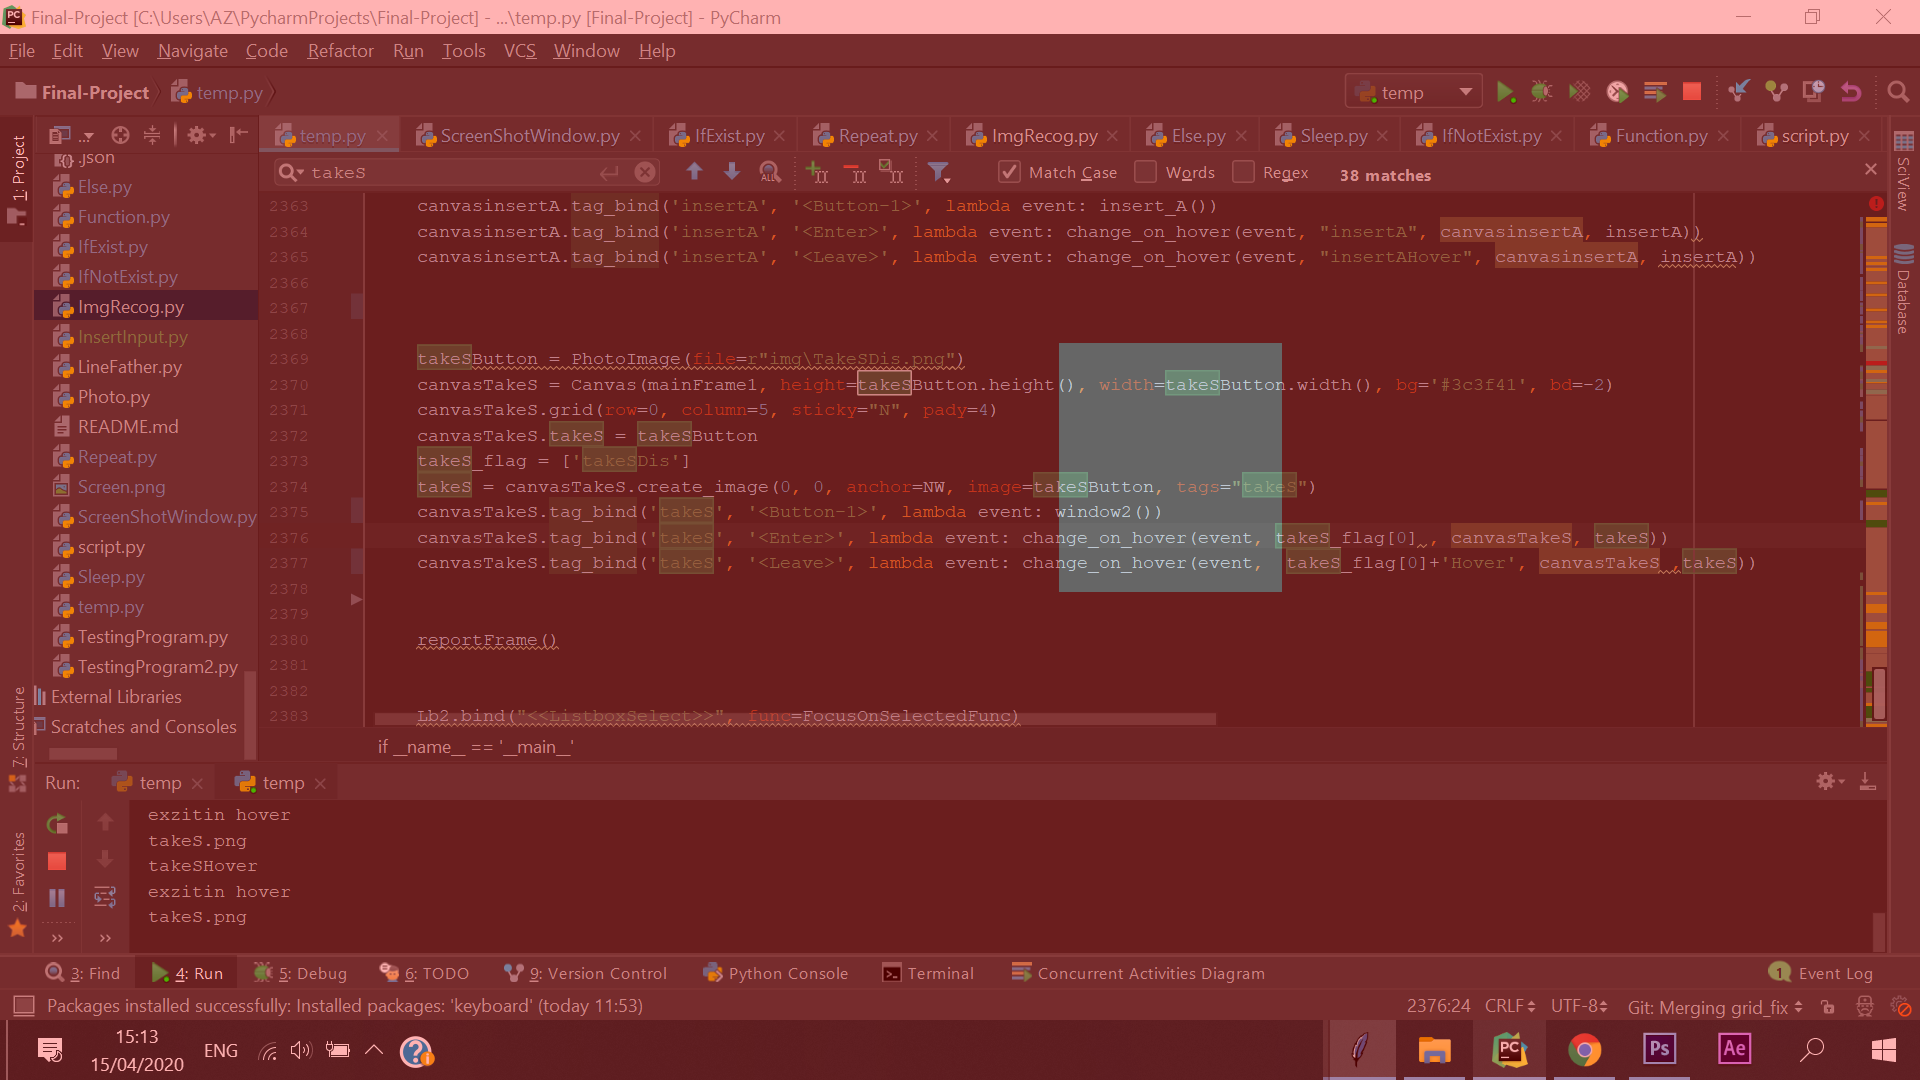 Final-Project [C:\Users\AZ\PycharmProjects\Final-Project] - ...\temp.py [Final-Project] - PyCharm
File Edit View Navigate Code Refactor Run Tools VCS Window Help
Final-Project temp.py temp
1: Project
...
temp.py ScreenShotWindow.py IfExist.py Repeat.py ImgRecog.py Else.py Sleep.py IfNotExist.py Function.py script.py
takeS Match Case Words Regex 38 matches
.json
Else.py
Function.py
IfExist.py
IfNotExist.py
ImgRecog.py
InsertInput.py
LineFather.py
Photo.py
README.md
Repeat.py
Screen.png
ScreenShotWindow.py
script.py
Sleep.py
temp.py
TestingProgram.py
TestingProgram2.py
External Libraries
Scratches and Consoles
2363 canvasinsertA.tag_bind('insertA', '<Button-1>', lambda event: insert_A())
2364 canvasinsertA.tag_bind('insertA', '<Enter>', lambda event: change_on_hover(event, "insertA", canvasinsertA, insertA))
2365 canvasinsertA.tag_bind('insertA', '<Leave>', lambda event: change_on_hover(event, "insertAHover", canvasinsertA, insertA))
2366
2367
2368
2369 takeSButton = PhotoImage(file=r"img\TakeSDis.png")
2370 canvasTakeS = Canvas(mainFrame1, height=takeSButton.height(), width=takeSButton.width(), bg='#3c3f41', bd=-2)
2371 canvasTakeS.grid(row=0, column=5, sticky="N", pady=4)
2372 canvasTakeS.takeS = takeSButton
2373 takeS_flag = ['takeSDis']
2374 takeS = canvasTakeS.create_image(0, 0, anchor=NW, image=takeSButton, tags="takeS")
2375 canvasTakeS.tag_bind('takeS', '<Button-1>', lambda event: window2())
2376 canvasTakeS.tag_bind('takeS', '<Enter>', lambda event: change_on_hover(event, takeS_flag[0] , canvasTakeS, takeS))
2377 canvasTakeS.tag_bind('takeS', '<Leave>', lambda event: change_on_hover(event,  takeS_flag[0]+'Hover', canvasTakeS ,takeS))
2378
2379
2380 reportFrame()
2381
2382
2383 Lb2.bind("<<ListboxSelect>>", func=FocusOnSelectedFunc)
if __name__ == '__main__'
SciView
Database
7: Structure
2: Favorites
Run: temp temp
exzitin hover
takeS.png
takeSHover
exzitin hover
takeS.png
3: Find 4: Run 5: Debug 6: TODO 9: Version Control Python Console Terminal Concurrent Activities Diagram 1 Event Log
Packages installed successfully: Installed packages: 'keyboard' (today 11:53) 2376:24 CRLF UTF-8 Git: Merging grid_fix
15:13
15/04/2020
ENG
PC
Ps
Ae